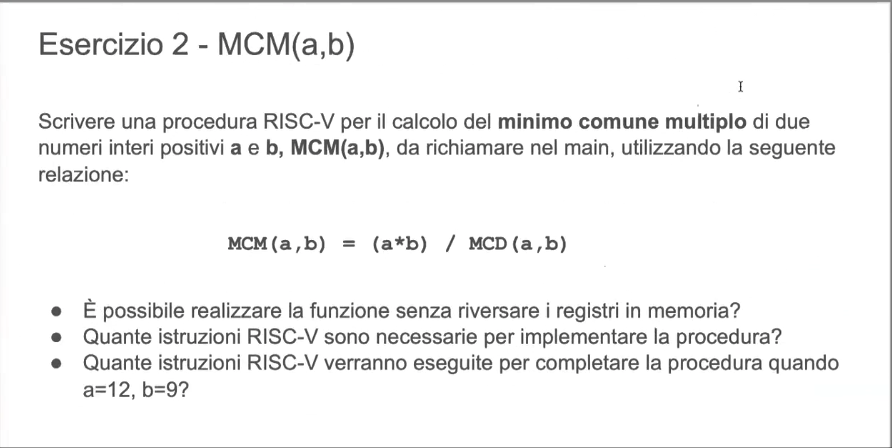 Esercizio 2 - MCM(a,b)
Scrivere una procedura RISC-V per il calcolo del minimo comune multiplo di due
numeri interi positivi a e b, MCM(a,b), da richiamare nel main, utilizzando la seguente
relazione:
MCM(a,b) = (a*b) / MCD(a,b)
● È possibile realizzare la funzione senza riversare i registri in memoria?
● Quante istruzioni RISC-V sono necessarie per implementare la procedura?
● Quante istruzioni RISC-V verranno eseguite per completare la procedura quando
a=12, b=9?